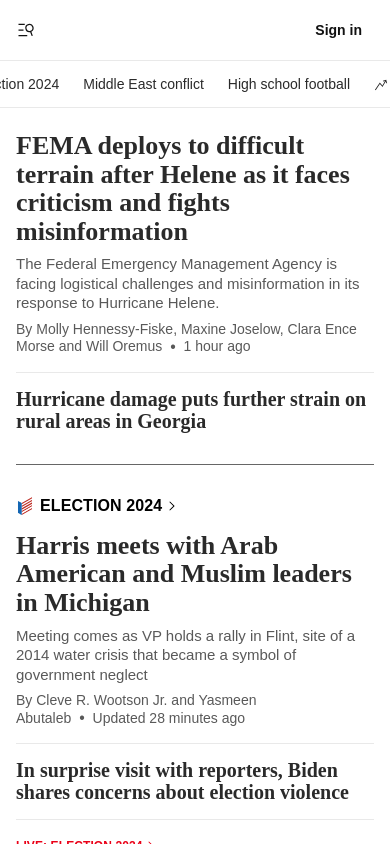 Sign in
ction 2024 Middle East conflict High school football
FEMA deploys to difficult
terrain after Helene as it faces
criticism and fights
misinformation
The Federal Emergency Management Agency is
facing logistical challenges and misinformation in its
response to Hurricane Helene.
By Molly Hennessy-Fiske, Maxine Joselow, Clara Ence
Morse and Will Oremus • 1 hour ago
Hurricane damage puts further strain on
rural areas in Georgia
ELECTION 2024
Harris meets with Arab
American and Muslim leaders
in Michigan
Meeting comes as VP holds a rally in Flint, site of a
2014 water crisis that became a symbol of
government neglect
By Cleve R. Wootson Jr. and Yasmeen
Abutaleb • Updated 28 minutes ago
In surprise visit with reporters, Biden
shares concerns about election violence
LIVE: ELECTION 2024